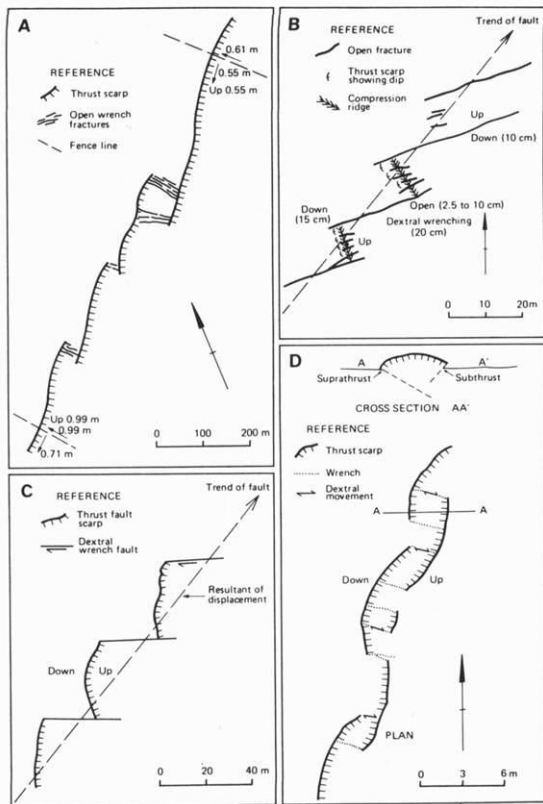 A
0.61 m
0.55 m
Up 0.55 m
REFERENCE
Thrust scarp
Open wrench
fractures
Fence line
Up 0.99 m
0.99 m
0.71 m
0 100 200 m
B
Trend of fault
REFERENCE
Open fracture
Thrust scarp
showing dip
Compression
ridge
Up
Down (10 cm)
Open (2.5 to 10 cm)
Down
(15 cm)
Dextral wrenching
(20 cm)
Up
0 10 20m
C
REFERENCE
Thrust fault
scarp
Dextral
wrench fault
Trend of fault
Resultant of
displacement
Down Up
0 20 40 m
D
A A'
Suprathrust Subthrust
CROSS SECTION AA'
REFERENCE
Thrust scarp
Wrench
Dextral
movement
A A
Down Up
PLAN
0 3 6 m